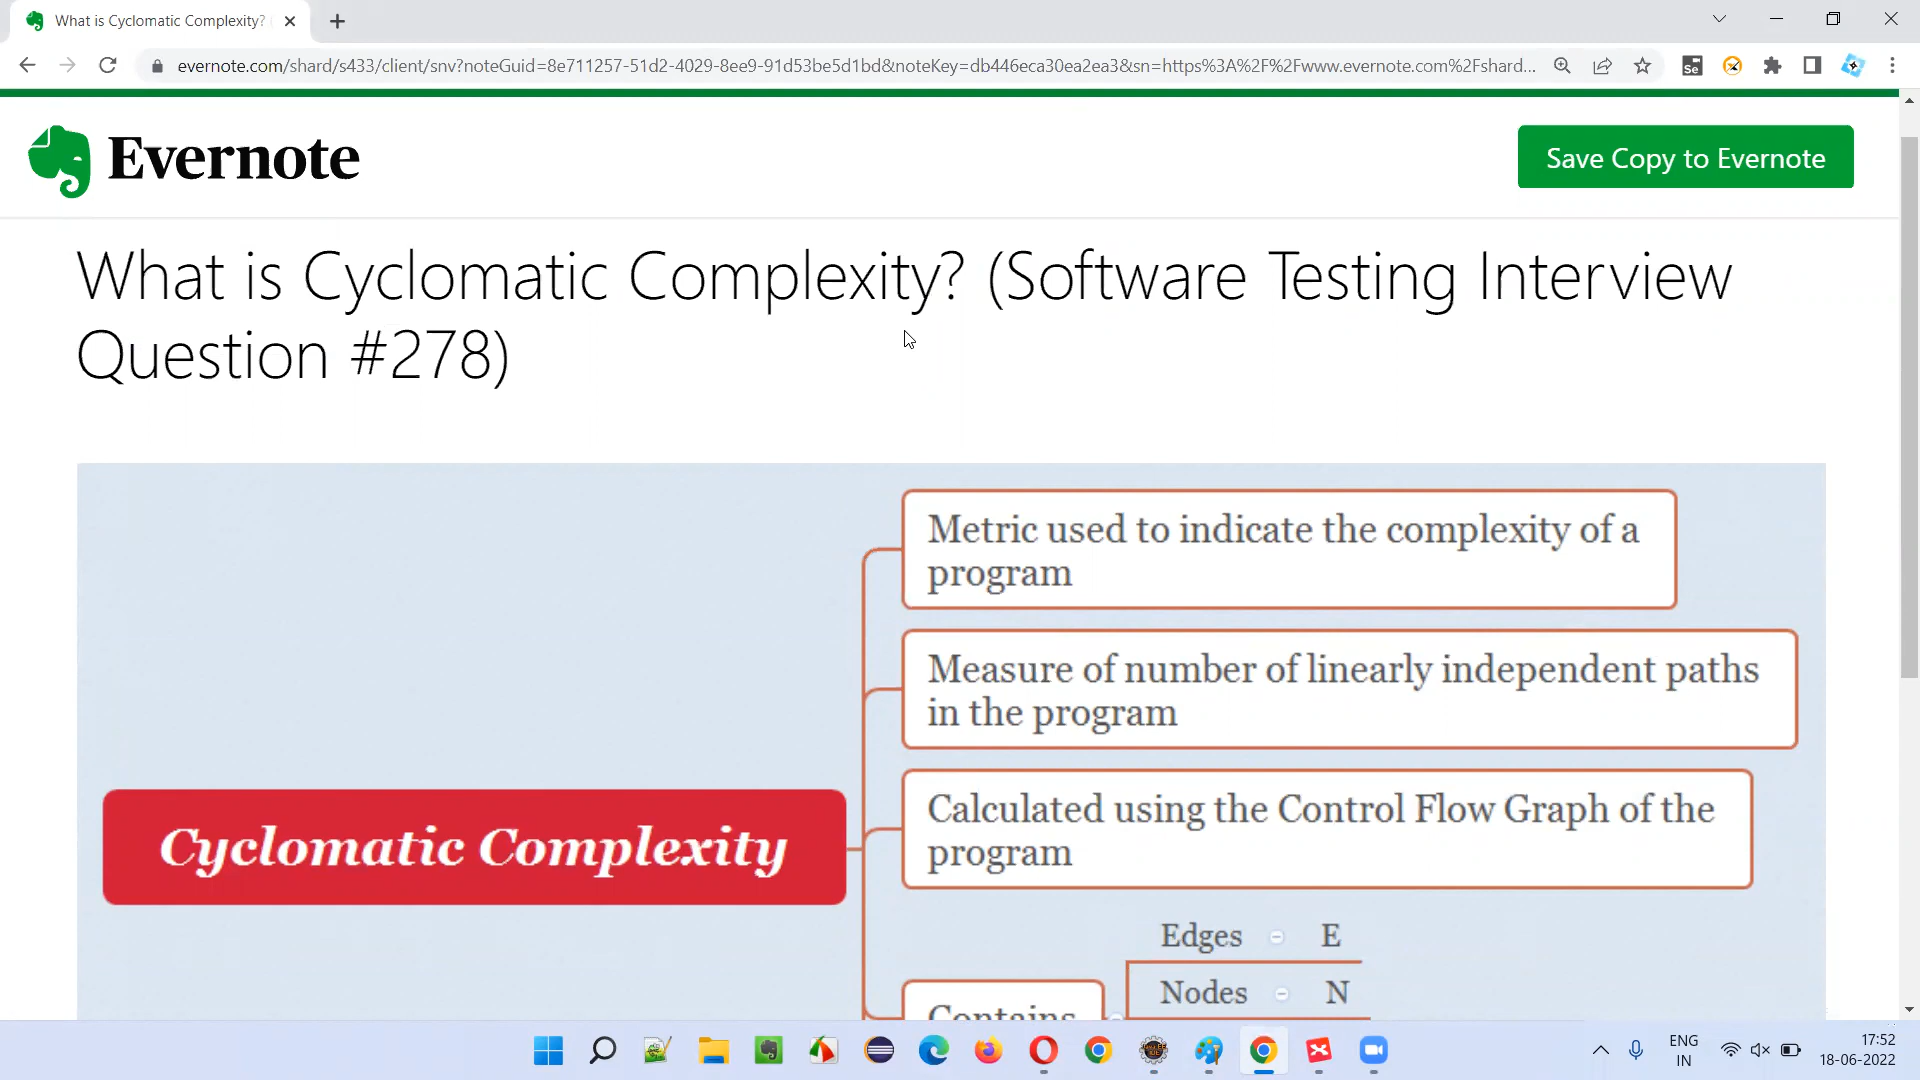 What is Cyclomatic Complexity?
evernote.com/shard/s433/client/snv?noteGuid=8e711257-51d2-4029-8ee9-91d53be5d1bd&noteKey=db446eca30ea2ea3&sn=https%3A%2F%2Fwww.evernote.com%2Fshard...
Evernote
Save Copy to Evernote
What is Cyclomatic Complexity? (Software Testing Interview
Question #278)
Metric used to indicate the complexity of a
program
Measure of number of linearly independent paths
in the program
Cyclomatic Complexity
Calculated using the Control Flow Graph of the
program
Edges E
Nodes N
Contains
Se
ENG
IN
17:52
18-06-2022